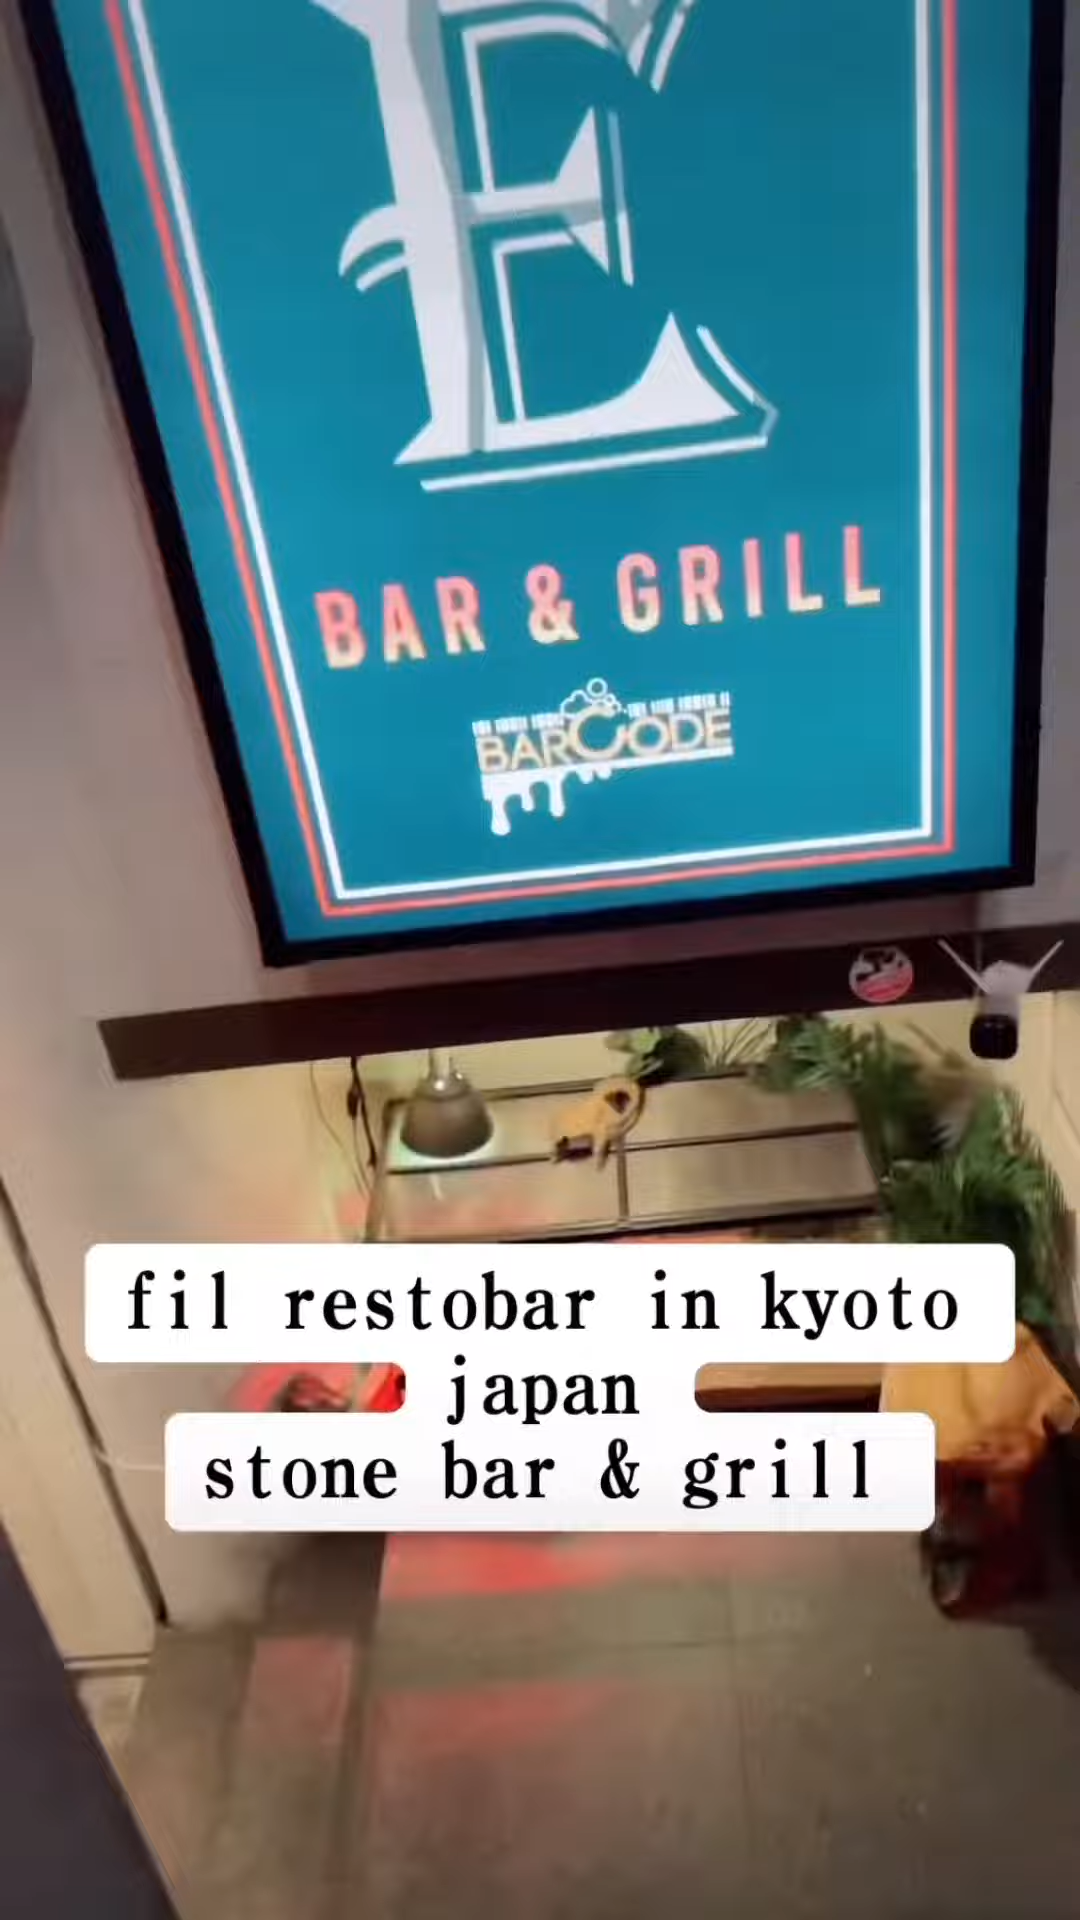 E
BAR & GRILL
BARCODE
fil restobar in kyoto
japan
stone bar & grill